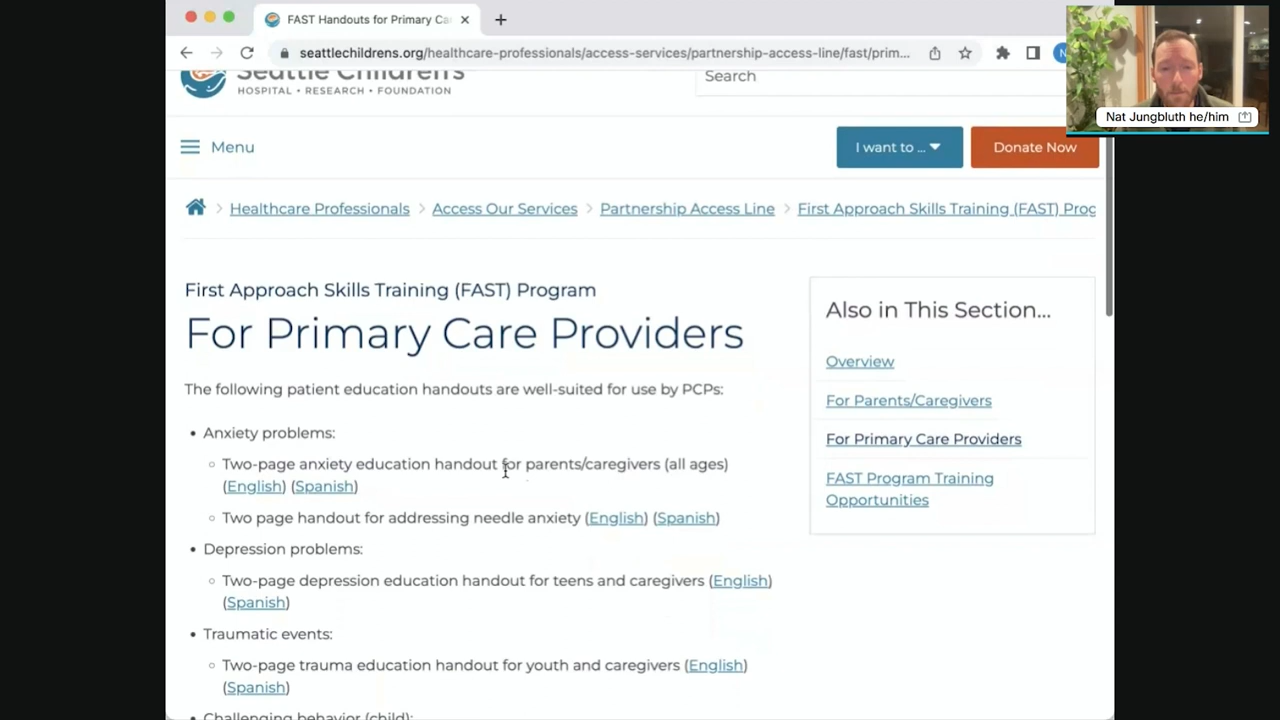 FAST Handouts for Primary Ca
seattlechildrens.org/healthcare-professionals/access-services/partnership-access-line/fast/prim...
Nat Jungbluth he/him
Seattle Children's
HOSPITAL • RESEARCH • FOUNDATION
Search
Menu
I want to ...
Donate Now
Healthcare Professionals > Access Our Services > Partnership Access Line > First Approach Skills Training (FAST) Prog
First Approach Skills Training (FAST) Program
For Primary Care Providers
The following patient education handouts are well-suited for use by PCPs:
• Anxiety problems:
Two-page anxiety education handout for parents/caregivers (all ages)
(English) (Spanish)
Two page handout for addressing needle anxiety (English) (Spanish)
• Depression problems:
Two-page depression education handout for teens and caregivers (English)
(Spanish)
• Traumatic events:
Two-page trauma education handout for youth and caregivers (English)
(Spanish)
• Challenging behavior (child):
Also in This Section...
Overview
For Parents/Caregivers
For Primary Care Providers
FAST Program Training
Opportunities